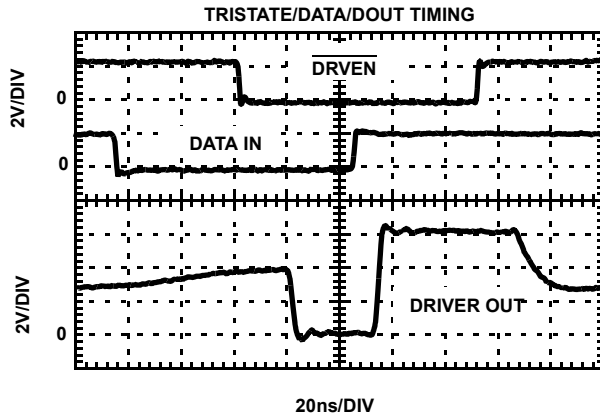 TRISTATE/DATA/DOUT TIMING
2V/DIV
0
DRVEN
0
DATA IN
2V/DIV
0
DRIVER OUT
20ns/DIV